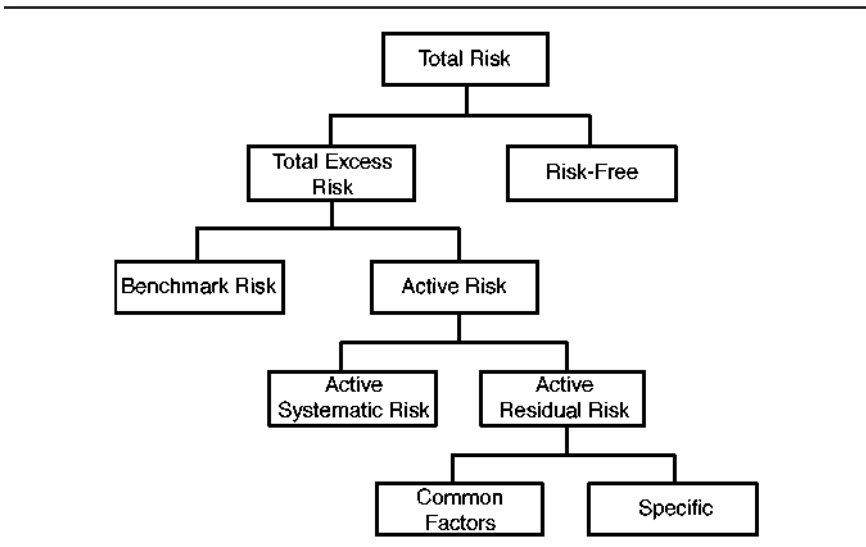 Total Risk
Total Excess
Risk
Risk-Free
Benchmark Risk
Active Risk
Active
Systematic Risk
Active
Residual Risk
Common
Factors
Specific